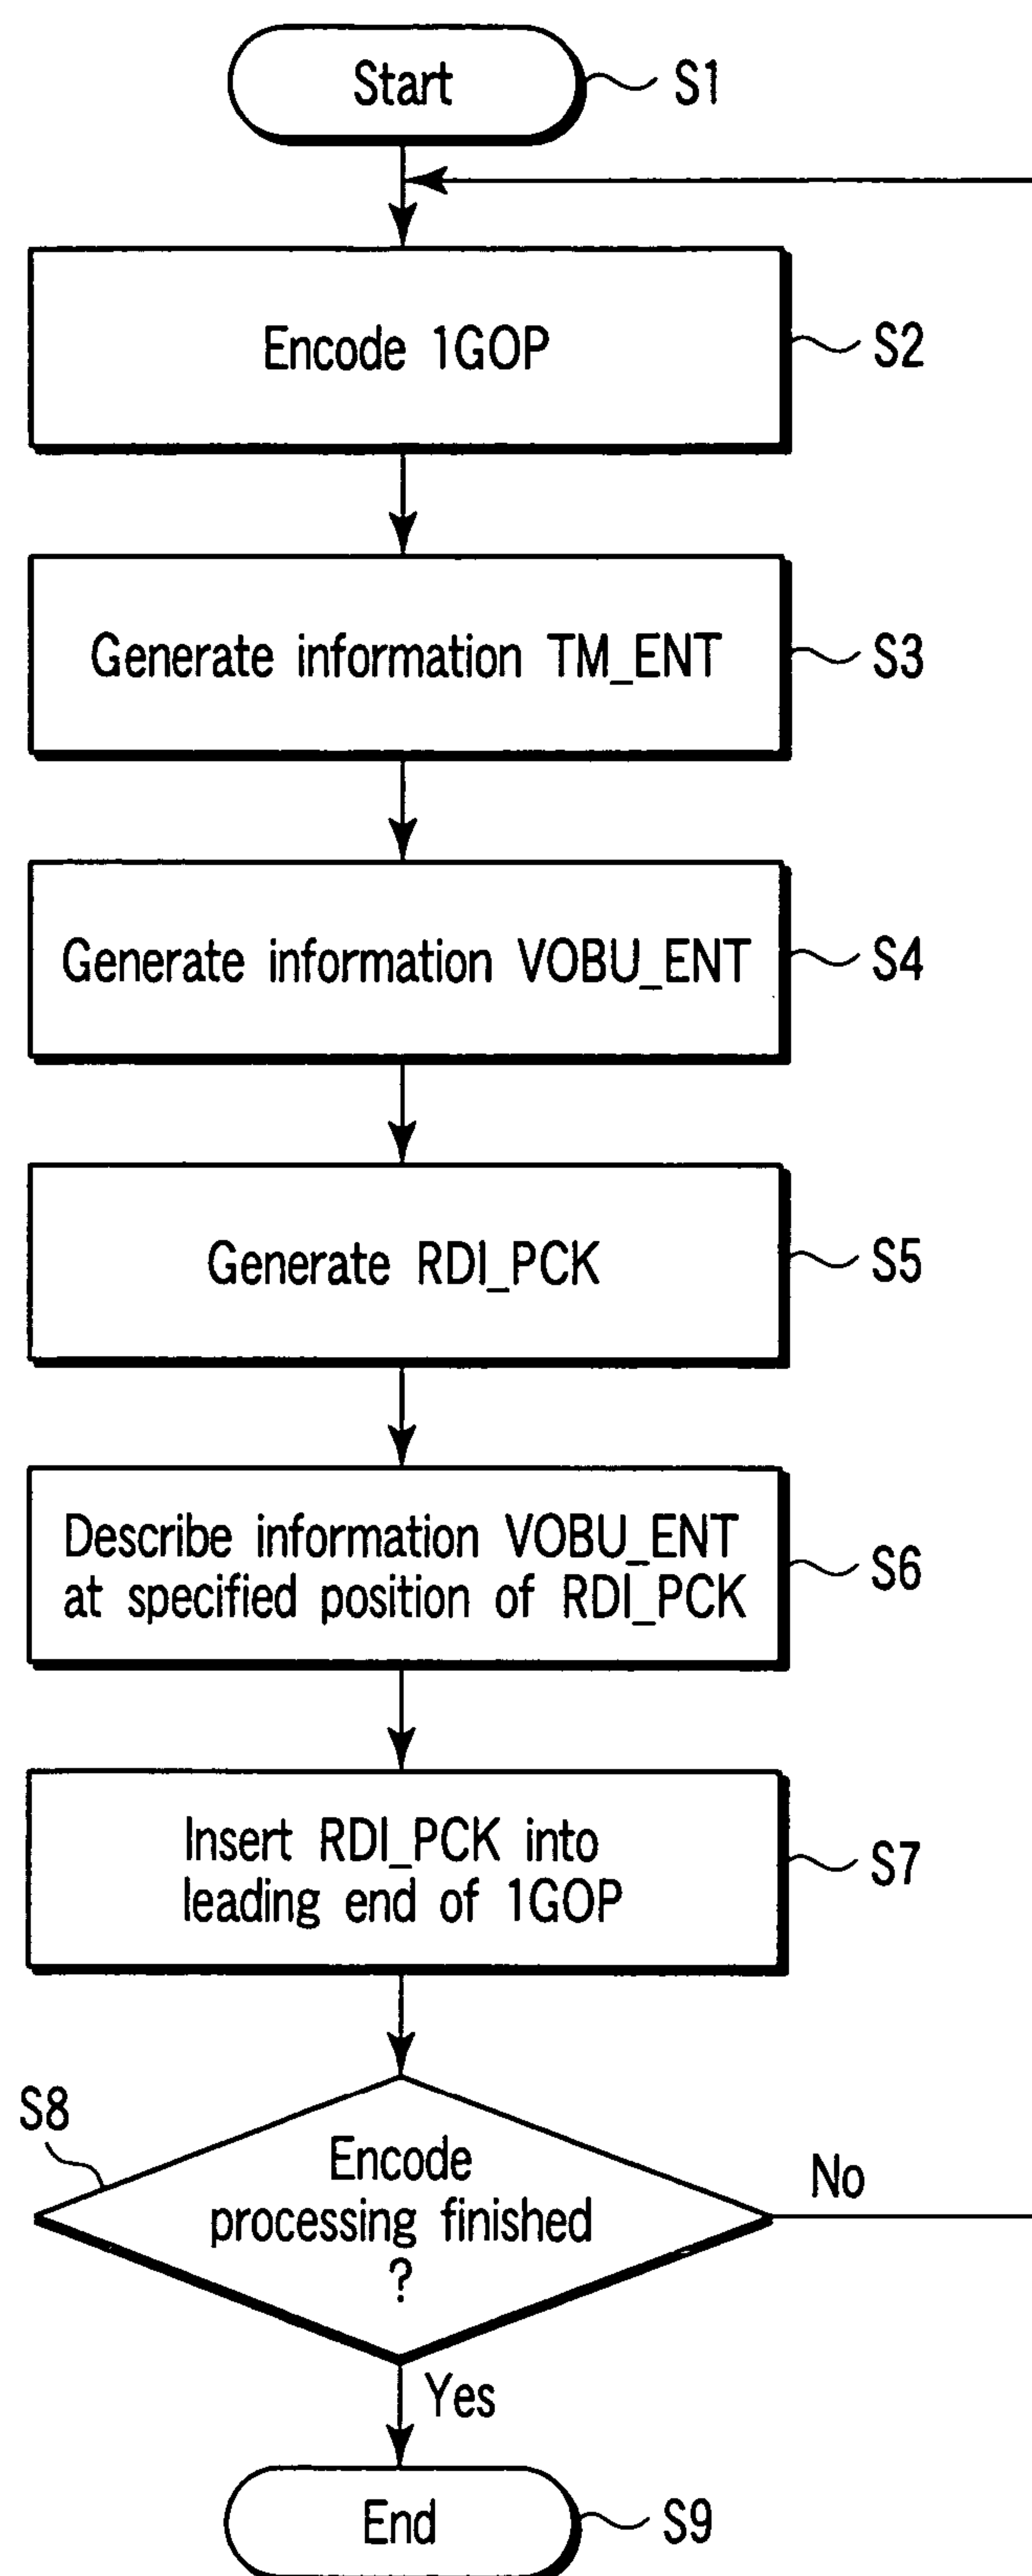 Start
S1
Encode 1GOP
S2
Generate information TM_ENT
S3
Generate information VOBU_ENT
S4
Generate RDI_PCK
S5
Describe information VOBU_ENT
at specified position of RDI_PCK
S6
Insert RDI_PCK into
leading end of 1GOP
S7
S8
Encode
processing finished
?
No
Yes
End
S9